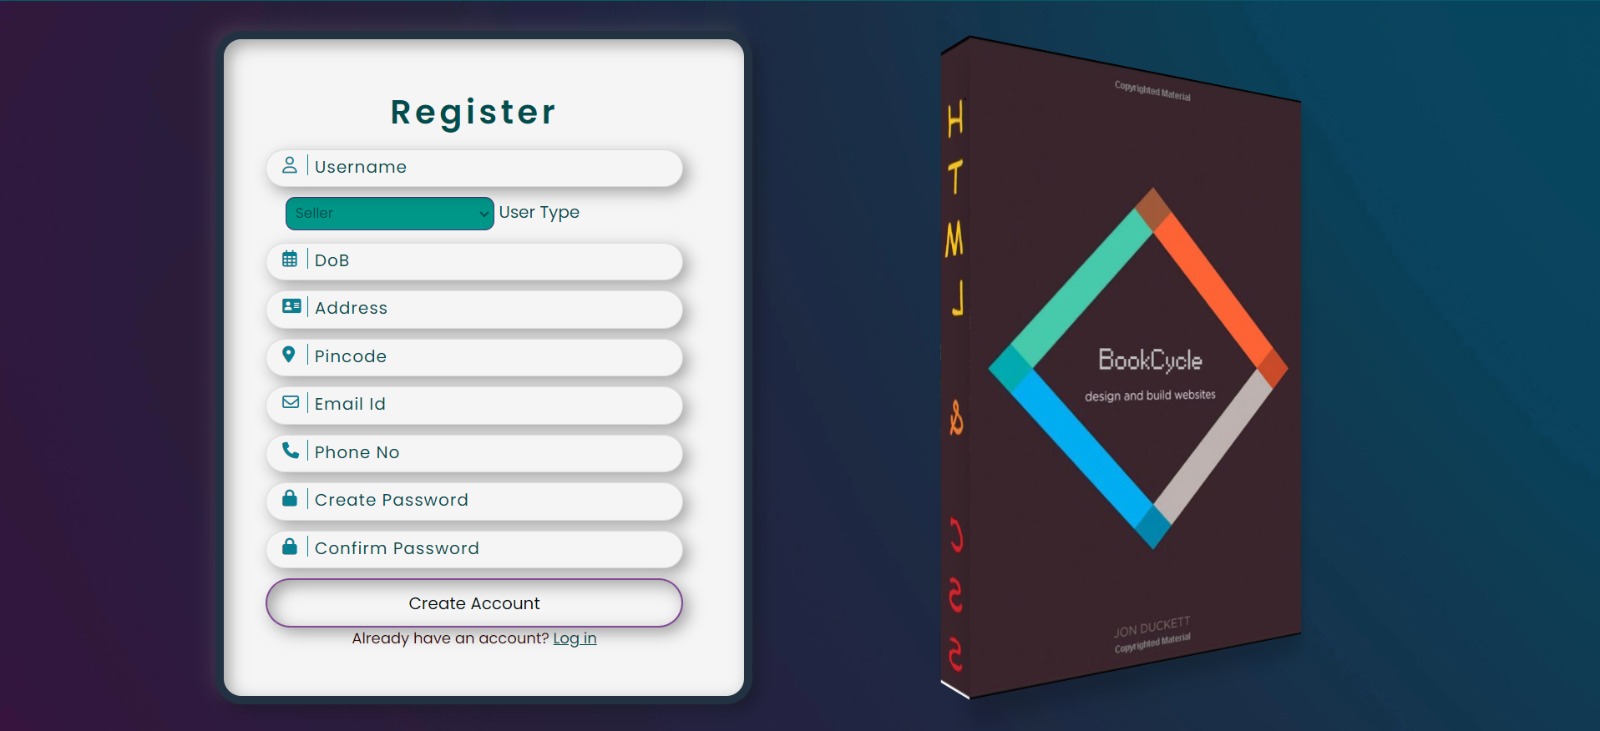 Register
Username
Seller User Type
DoB
Address
Pincode
Email Id
Phone No
Create Password
Confirm Password
Create Account
Already have an account? Log in
HTML & CSS
Copyrighted Material
BookCycle
design and build websites
JON DUCKETT
Copyrighted Material